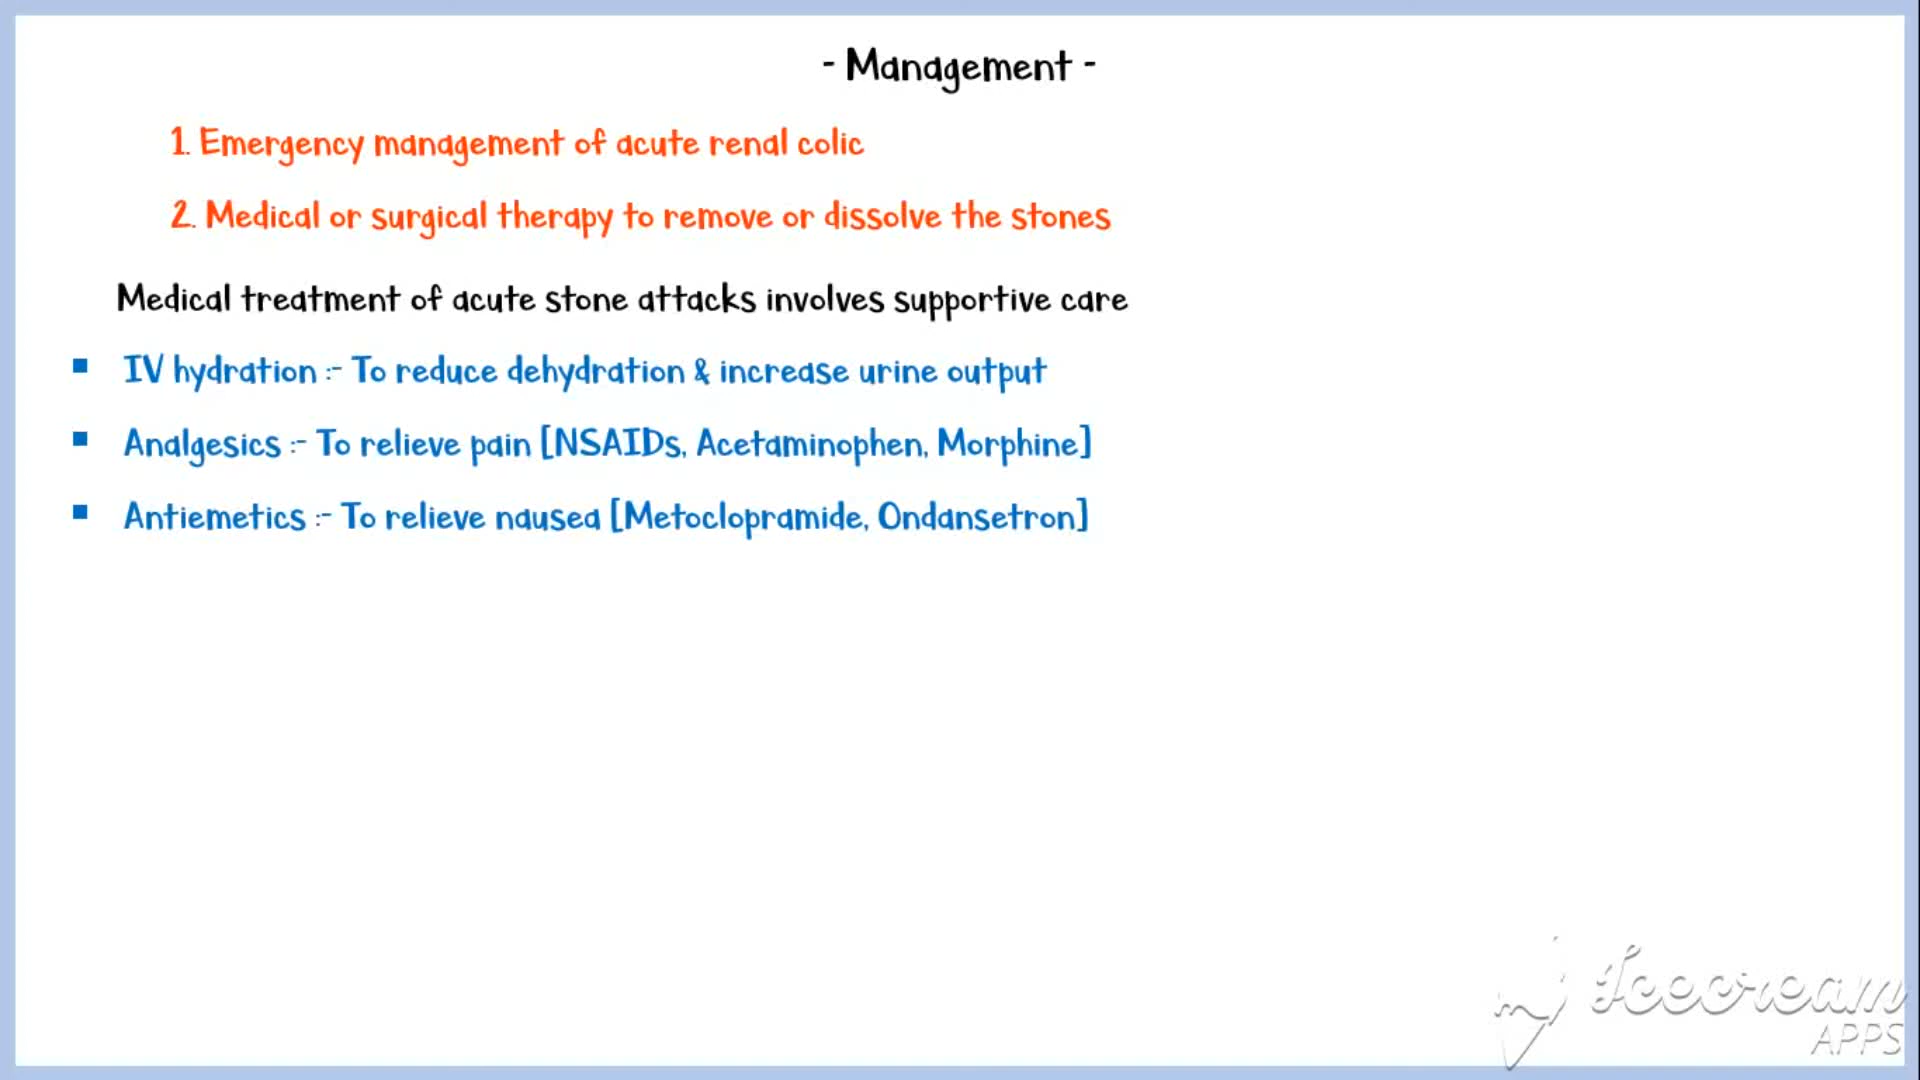 - Management -
1. Emergency management of acute renal colic
2. Medical or surgical therapy to remove or dissolve the stones
Medical treatment of acute stone attacks involves supportive care
▪ IV hydration :- To reduce dehydration & increase urine output
▪ Analgesics :- To relieve pain [NSAIDs, Acetaminophen, Morphine]
▪ Antiemetics :- To relieve nausea [Metoclopramide, Ondansetron]
Icecream
APPS